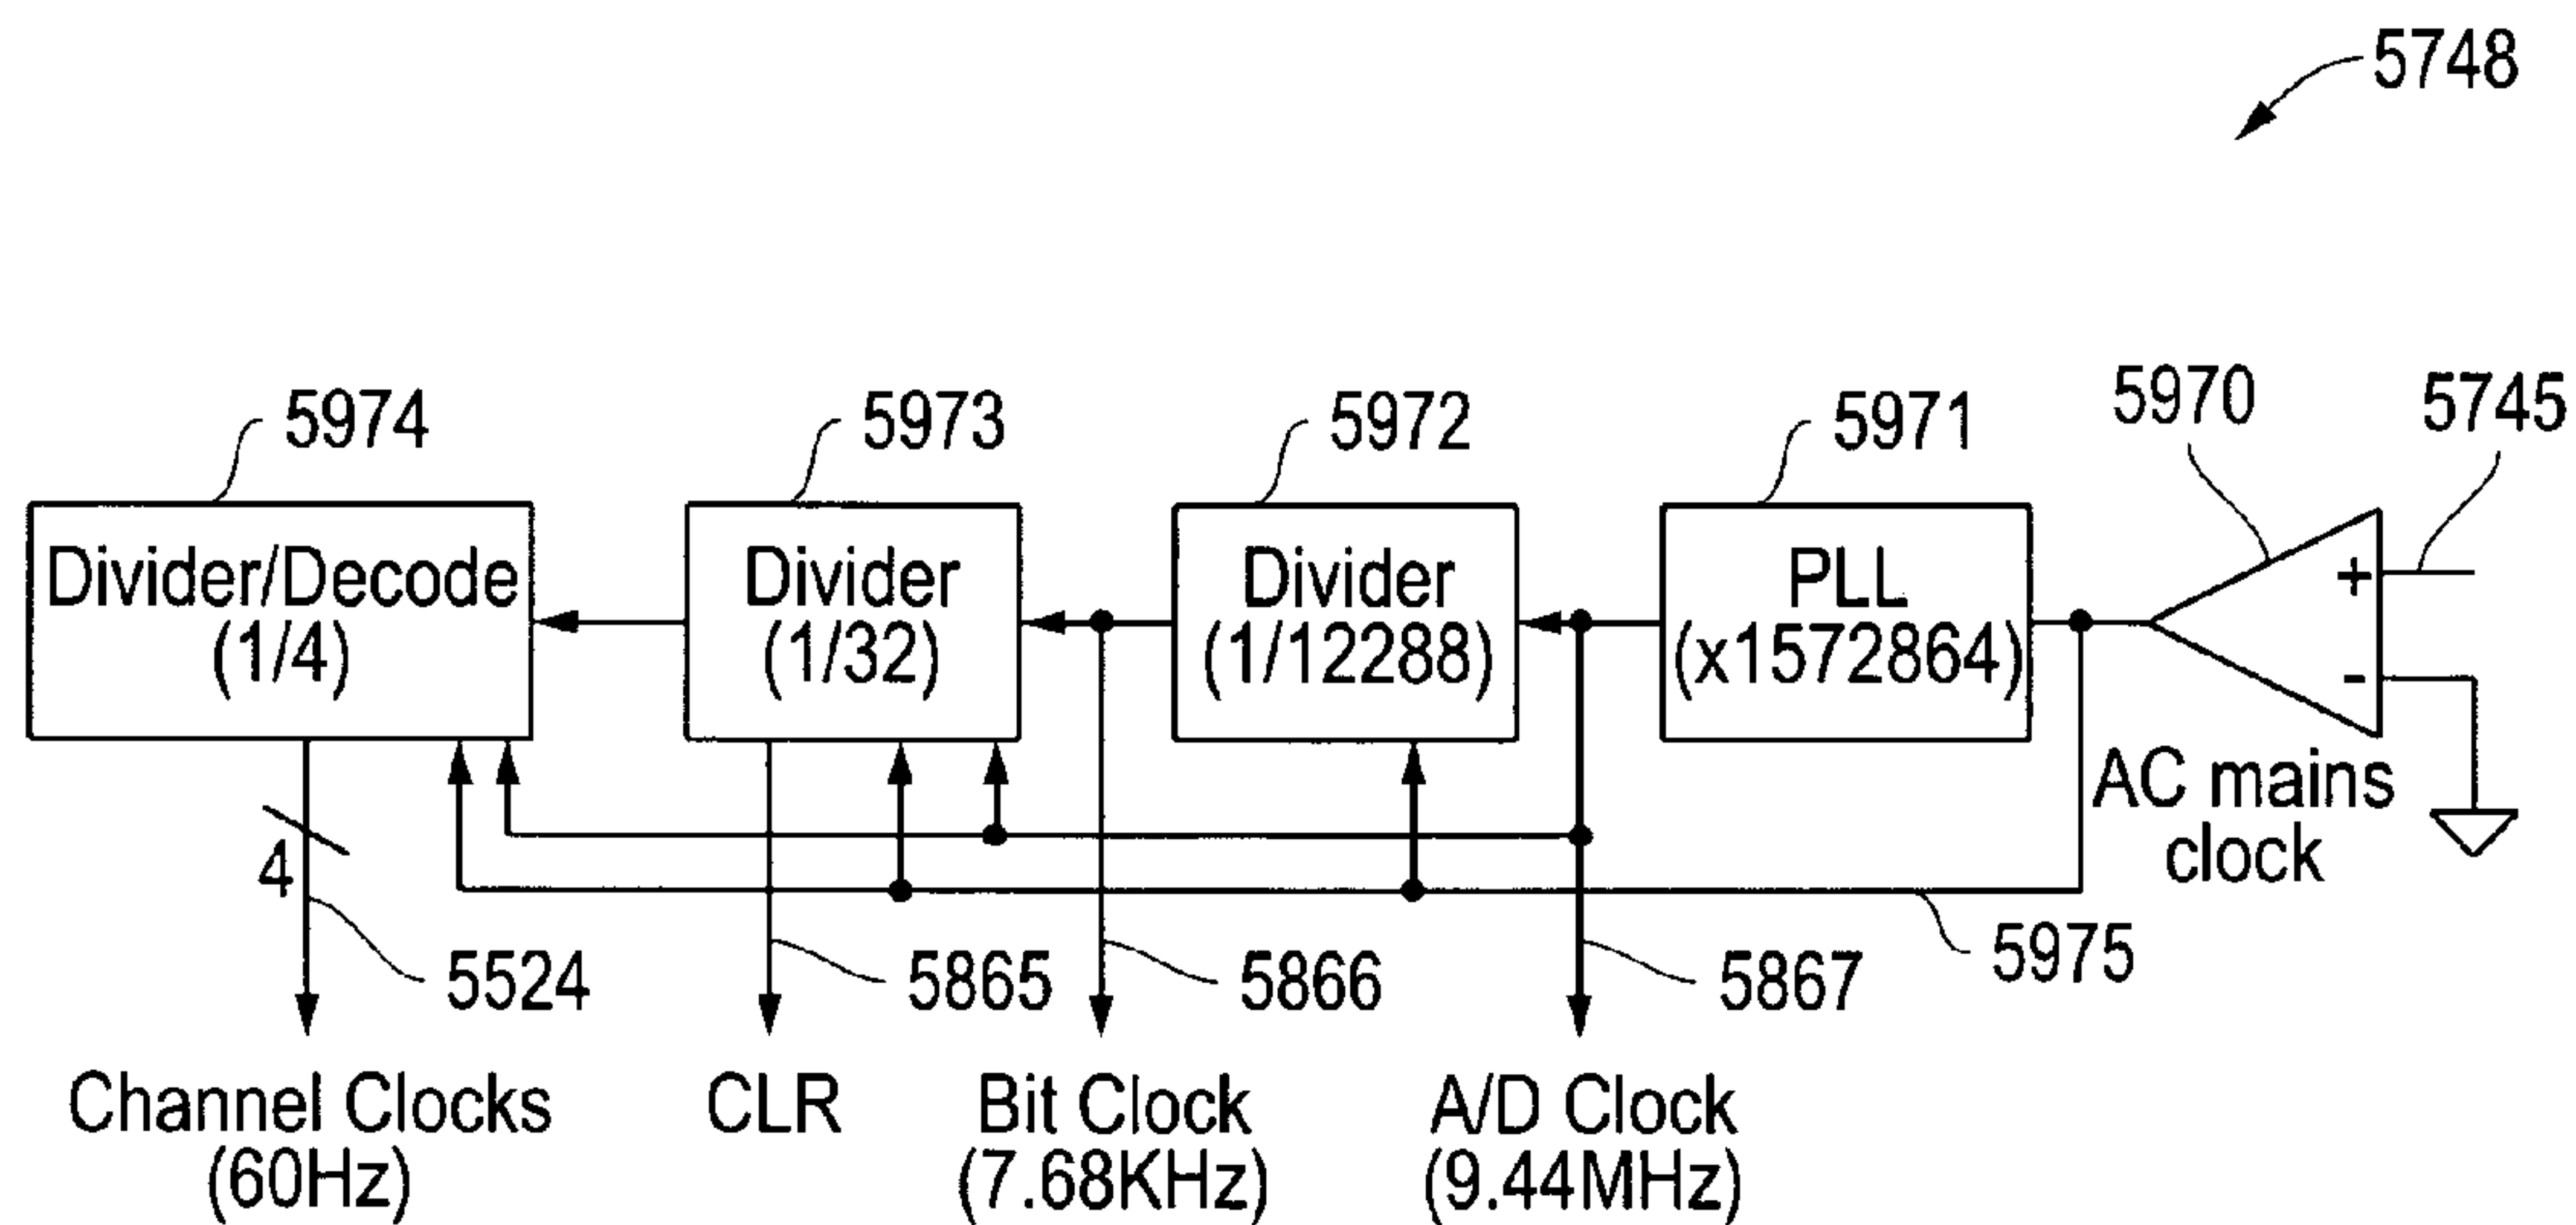 5748
5974
5973
5972
5971
5970
5745
Divider/Decode
(1/4)
Divider
(1/32)
Divider
(1/12288)
PLL
(x1572864)
+
-
AC mains
clock
4
5524
5865
5866
5867
5975
Channel Clocks
(60Hz)
CLR
Bit Clock
(7.68KHz)
A/D Clock
(9.44MHz)